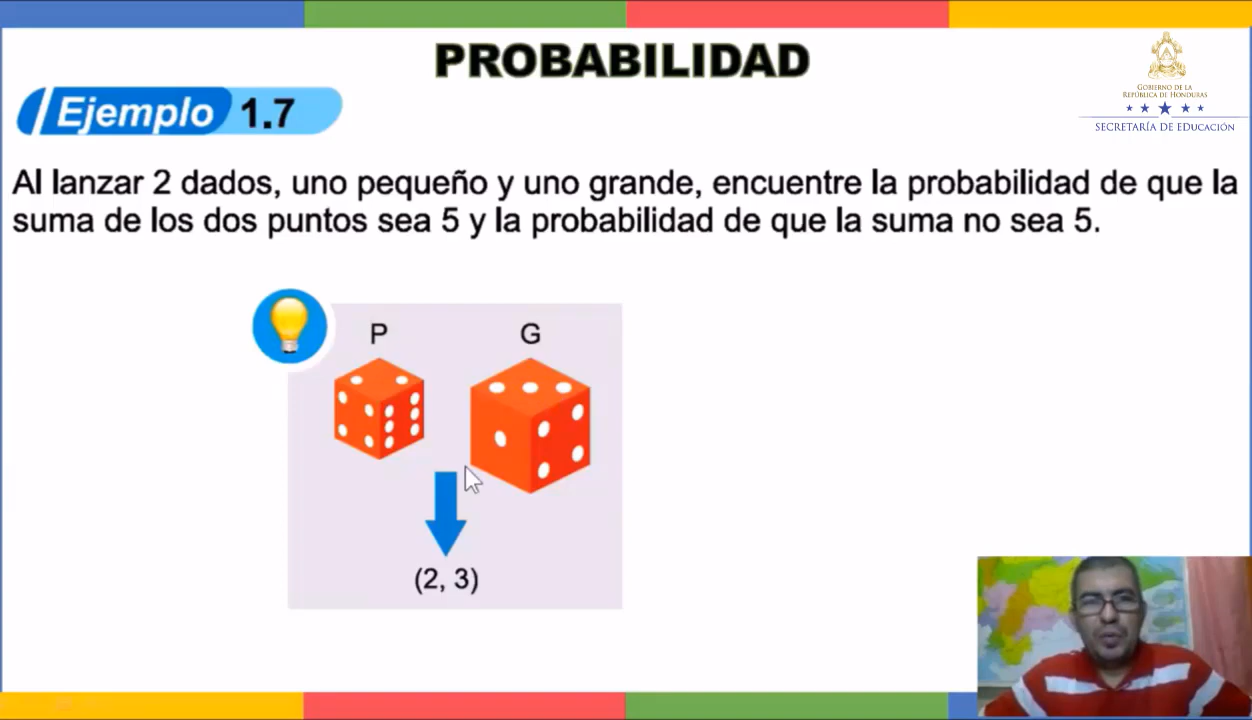 PROBABILIDAD
GOBIERNO DE LA
REPÚBLICA DE HONDURAS
SECRETARÍA DE EDUCACIÓN
Ejemplo 1.7
Al lanzar 2 dados, uno pequeño y uno grande, encuentre la probabilidad de que la
suma de los dos puntos sea 5 y la probabilidad de que la suma no sea 5.
P G
(2, 3)